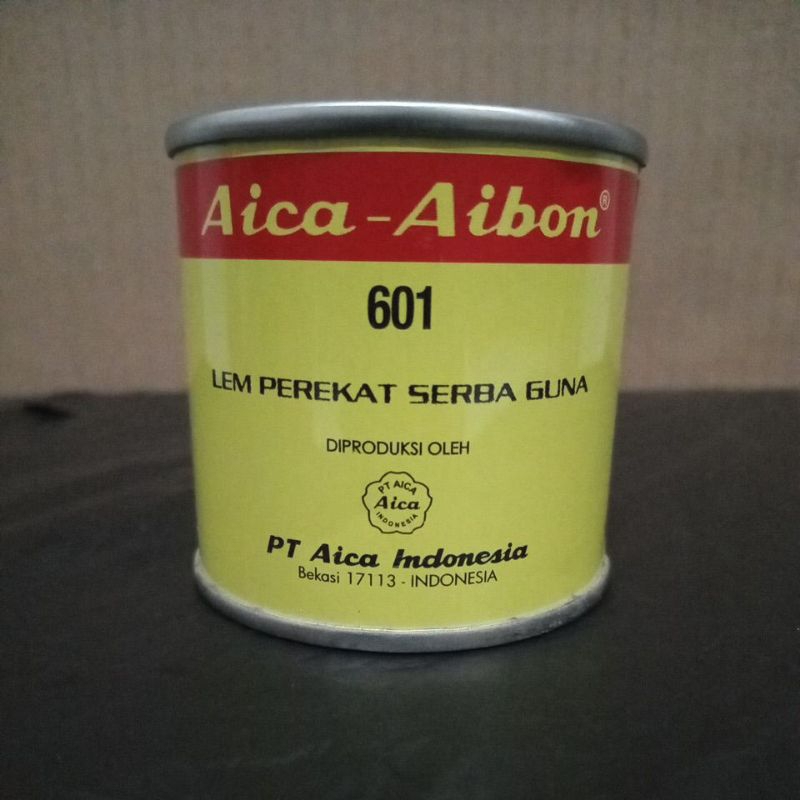 Aica-Aibon®
601
LEM PEREKAT SERBA GUNA
DIPRODUKSI OLEH
PT AICA
Aica
INDONESIA
PT Aica Indonesia
Bekasi 17113 - INDONESIA